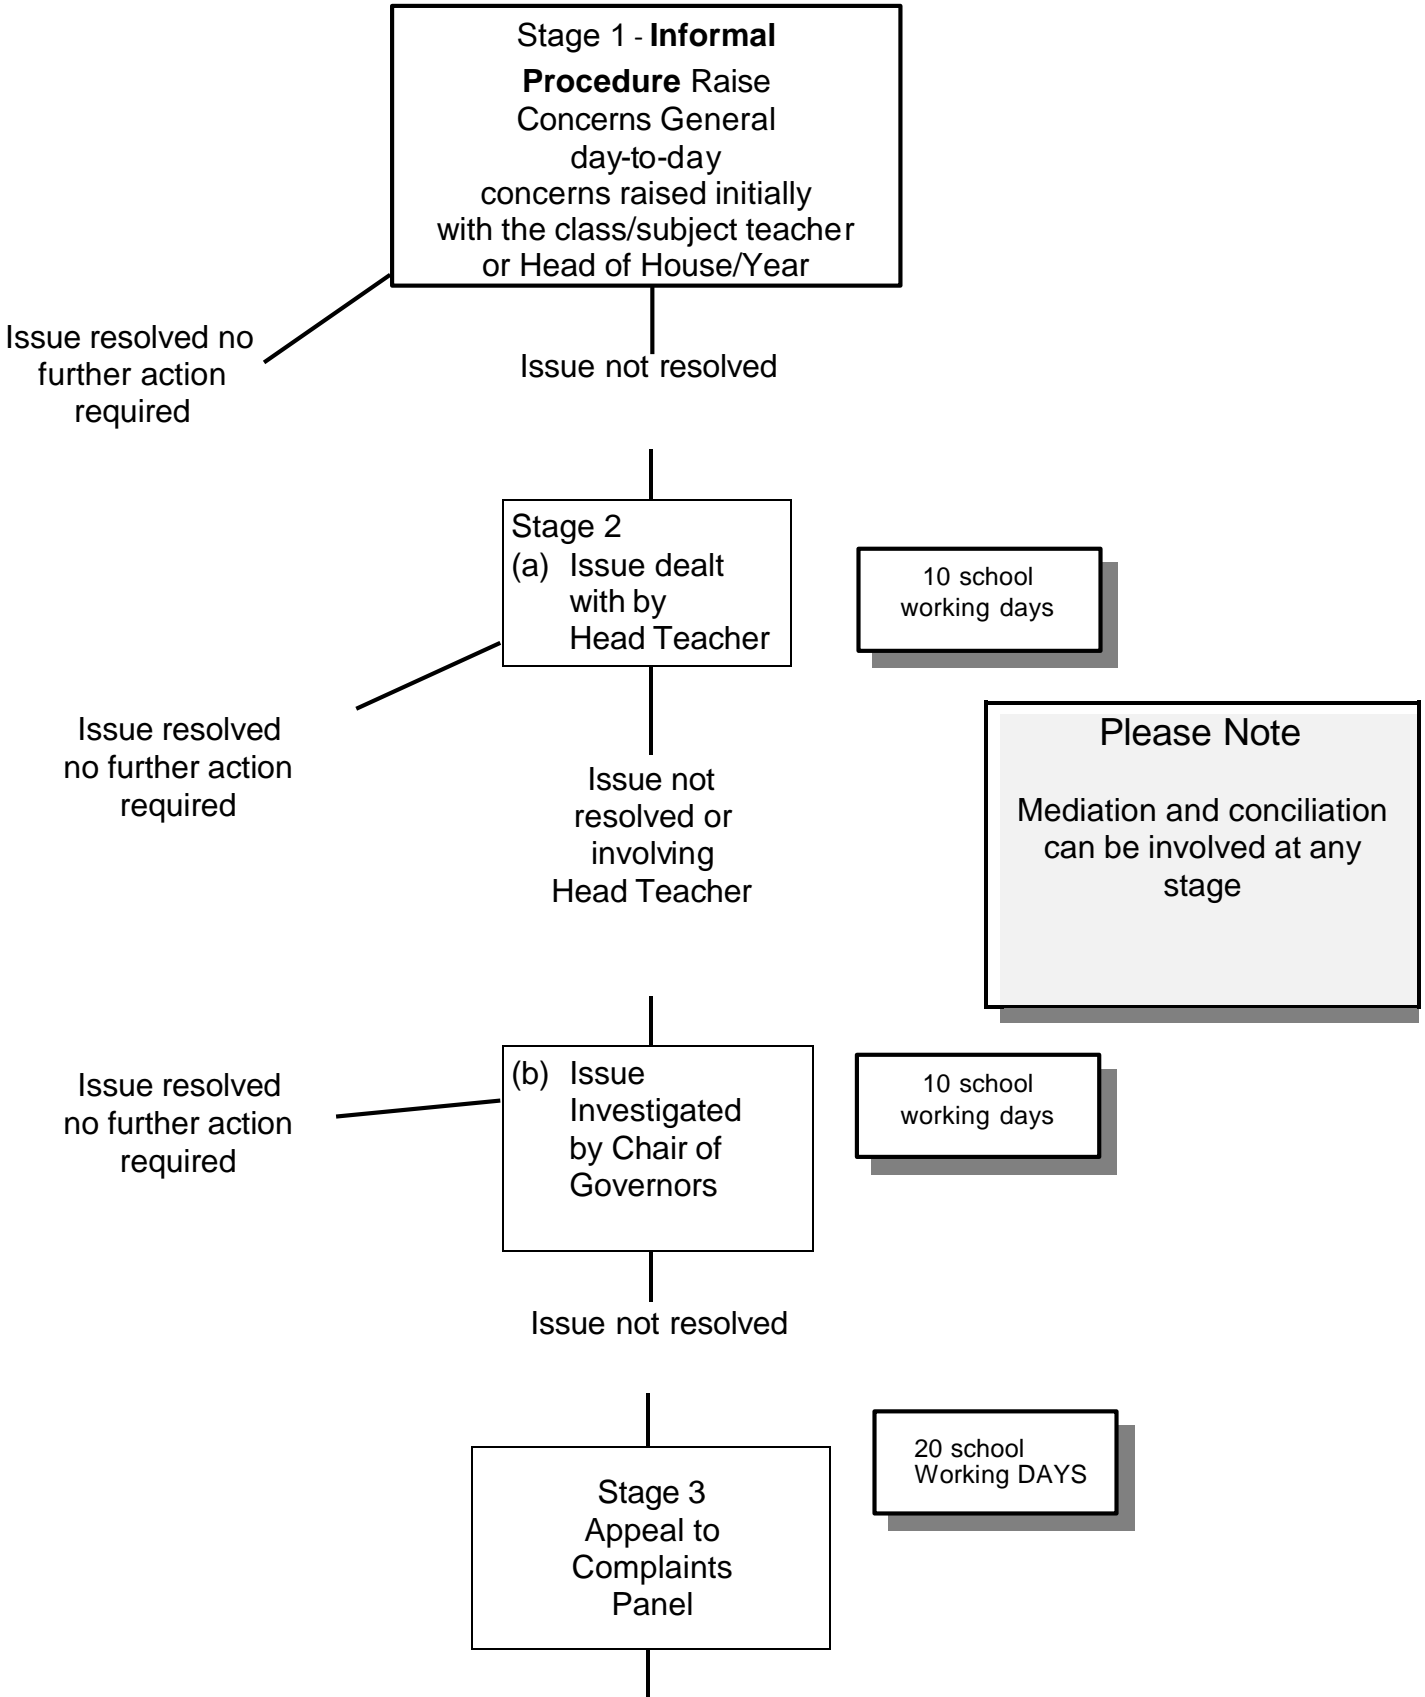 Stage 1 - Informal
Procedure Raise
Concerns General
day-to-day
concerns raised initially
with the class/subject teacher
or Head of House/Year
Issue resolved no
further action
required
Issue not resolved
Stage 2
(a) Issue dealt
with by
Head Teacher
10 school
working days
Issue resolved
no further action
required
Issue not
resolved or
involving
Head Teacher
Please Note
Mediation and conciliation
can be involved at any
stage
Issue resolved
no further action
required
(b) Issue
Investigated
by Chair of
Governors
10 school
working days
Issue not resolved
20 school
Working DAYS
Stage 3
Appeal to
Complaints
Panel